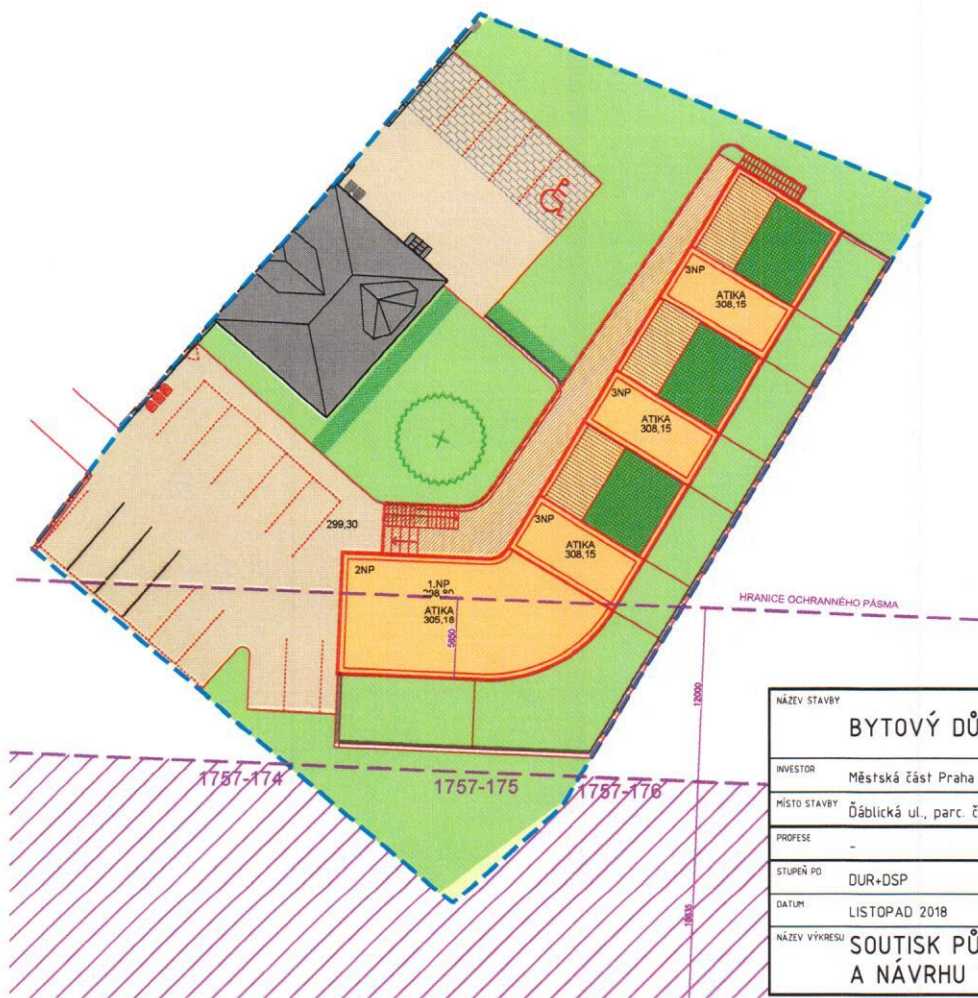 3NP
ATIKA
308,15
3NP
ATIKA
308,15
3NP
ATIKA
308,15
299,30
2NP
1.NP
298,80
ATIKA
305,18
5650
HRANICE OCHRANNÉHO PÁSMA
12000
1757-174
1757-175
1757-176
NÁZEV STAVBY
BYTOVÝ DŮ
INVESTOR Městská část Praha
MÍSTO STAVBY Ďáblická ul., parc. č
PROFESE -
STUPEŇ PD DUR+DSP
DATUM LISTOPAD 2018
NÁZEV VÝKRESU SOUTISK PŮ
A NÁVRHU